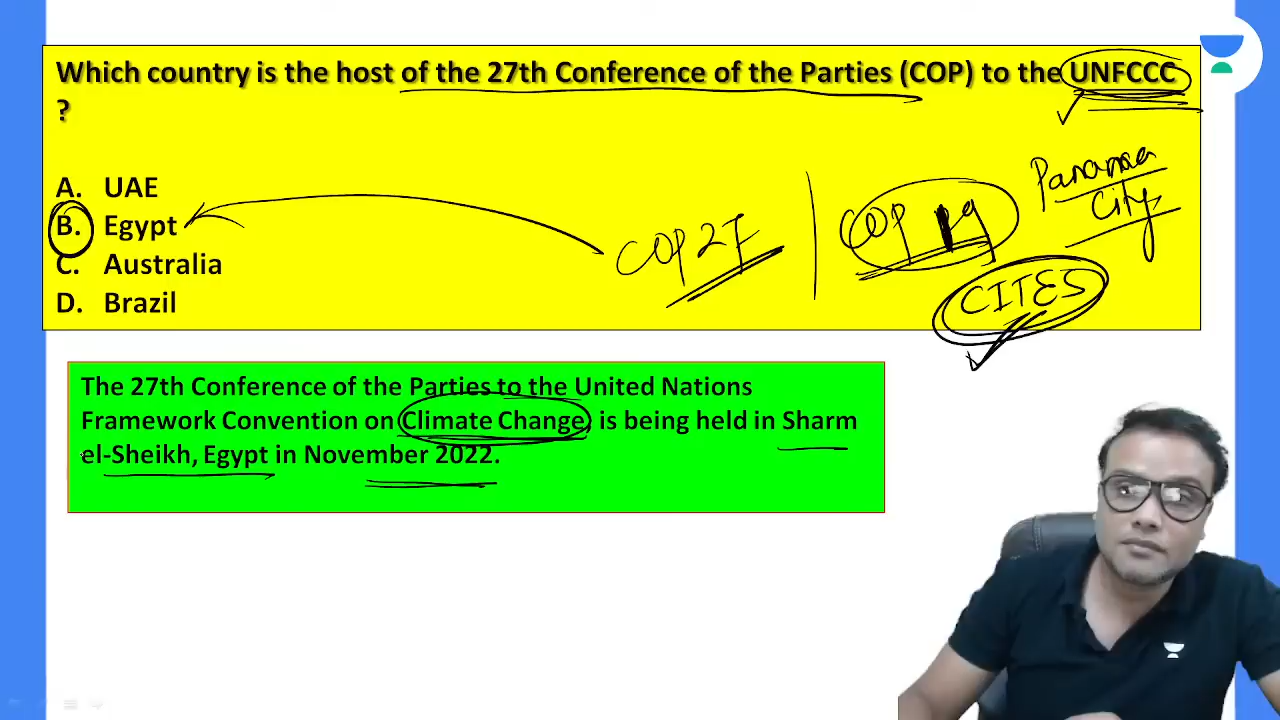 Which country is the host of the 27th Conference of the Parties (COP) to the UNFCCC
?
A. UAE
B. Egypt
C. Australia
D. Brazil
COP 27
COP 19
Panama
City
CITES
The 27th Conference of the Parties to the United Nations
Framework Convention on Climate Change, is being held in Sharm
el-Sheikh, Egypt in November 2022.